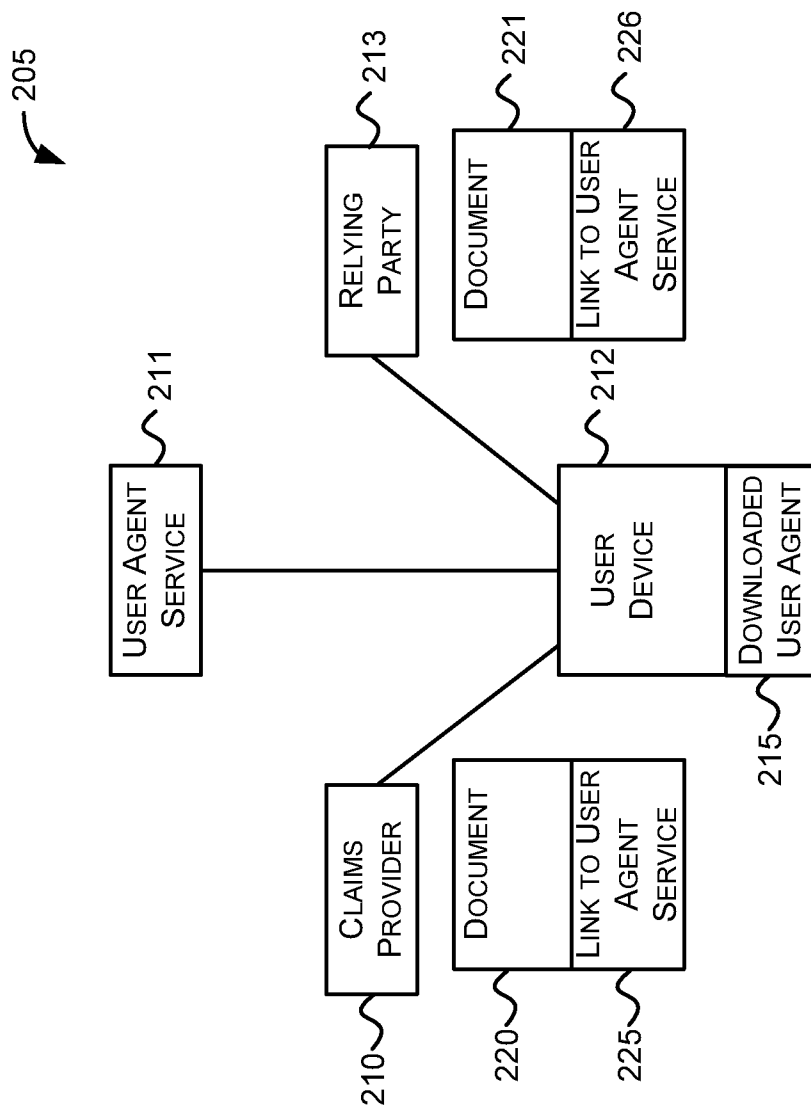 205
211
USER AGENT
SERVICE
210
CLAIMS
PROVIDER
213
RELYING
PARTY
220
DOCUMENT
225
LINK TO USER
AGENT
SERVICE
212
USER
DEVICE
215
DOWNLOADED
USER AGENT
221
DOCUMENT
226
LINK TO USER
AGENT
SERVICE